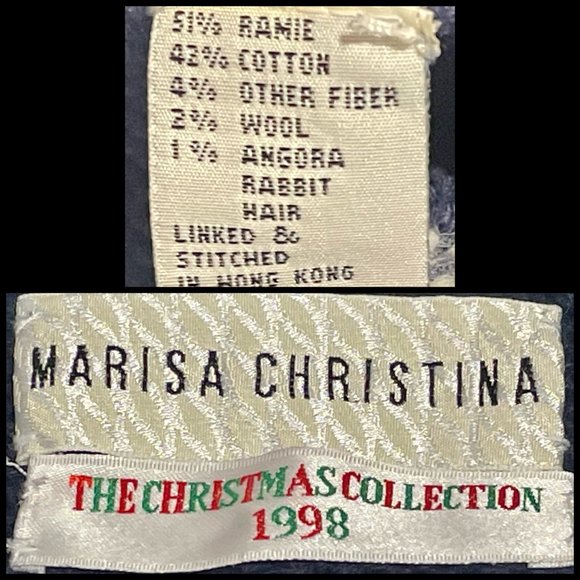 51% RAMIE
42% COTTON
4% OTHER FIBER
2% WOOL
1% ANGORA
RABBIT
HAIR
LINKED &
STITCHED
IN HONG KONG
MARISA CHRISTINA
THE CHRISTMAS COLLECTION
1998